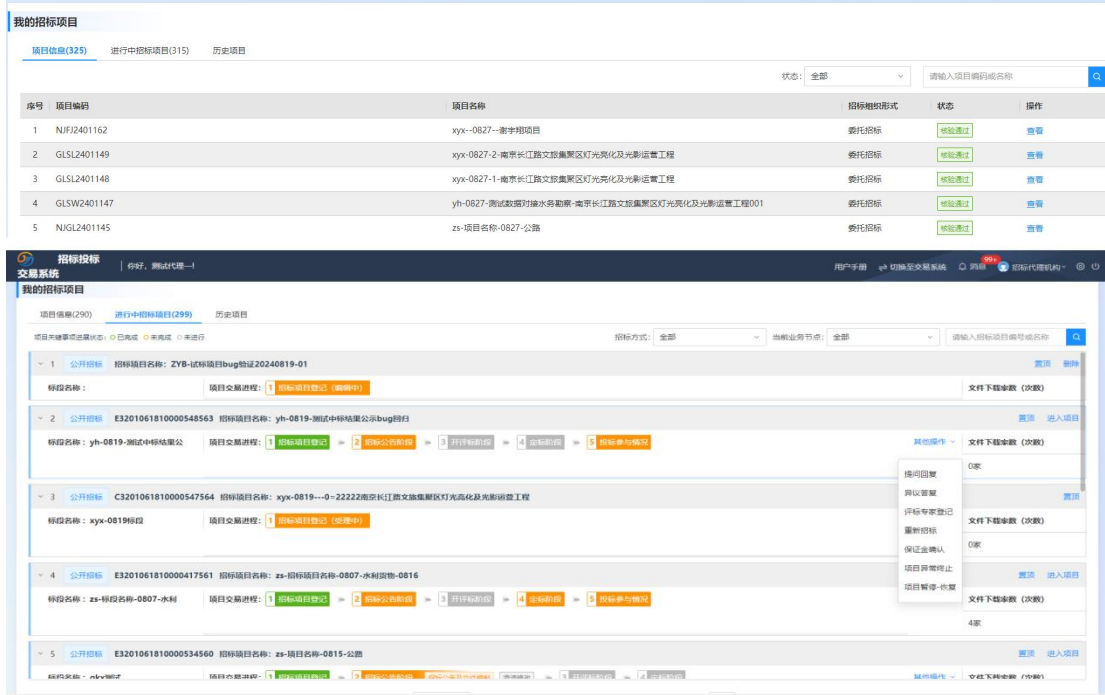 我的招标项目
项目信息(325) 进行中招标项目(315) 历史项目
状态: 全部 请输入项目编码或名称
序号 项目编码 项目名称 招标组织形式 状态 操作
1 NJFJ2401162 xyx--0827--谢宇翔项目 委托招标 核验通过 查看
2 GLSL2401149 xyx-0827-2-南京长江路文旅集聚区灯光亮化及光影运营工程 委托招标 核验通过 查看
3 GLSL2401148 xyx-0827-1-南京长江路文旅集聚区灯光亮化及光影运营工程 委托招标 核验通过 查看
4 GLSW2401147 yh-0827-测试数据对接水务勘察-南京长江路文旅集聚区灯光亮化及光影运营工程001 委托招标 核验通过 查看
5 NJGL2401145 zs-项目名称-0827-公路 委托招标 核验通过 查看
招标投标
交易系统
你好，测试代理一! 用户手册 切换至交易系统 消息 99+ 招标代理机构
我的招标项目
项目信息(290) 进行中招标项目(299) 历史项目
项目关键事项进展状态: 已完成 未完成 未进行 招标方式: 全部 当前业务节点: 全部 请输入招标项目编号或名称
1 公开招标 招标项目名称: ZYB-试标项目bug验证20240819-01 置顶 删除
标段名称: 项目交易进程: 1 招标项目登记 (编辑中) 文件下载家数 (次数)
2 公开招标 E3201061810000548563 招标项目名称: yh-0819-测试中标结果公示bug回归 置顶 进入项目
标段名称: yh-0819-测试中标结果公 项目交易进程: 1 招标项目登记 2 招标公告阶段 3 开评标阶段 4 定标阶段 5 投标参与情况 其他操作 文件下载家数 (次数)
0家
提问回复
异议答复
评标专家登记
重新招标
保证金确认
项目异常终止
项目暂停-恢复
3 公开招标 C3201061810000547564 招标项目名称: xyx-0819---0=22222南京长江路文旅集聚区灯光亮化及光影运营工程 置顶
标段名称: xyx-0819标段 项目交易进程: 1 招标项目登记 (受理中) 文件下载家数 (次数)
0家
4 公开招标 E3201061810000417561 招标项目名称: zs-招标项目名称-0807-水利货物-0816 置顶 进入项目
标段名称: zs-标段名称-0807-水利 项目交易进程: 1 招标项目登记 2 招标公告阶段 3 开评标阶段 4 定标阶段 5 投标参与情况 文件下载家数 (次数)
4家
5 公开招标 E3201061810000534560 招标项目名称: zs-项目名称-0815-公路 置顶 进入项目